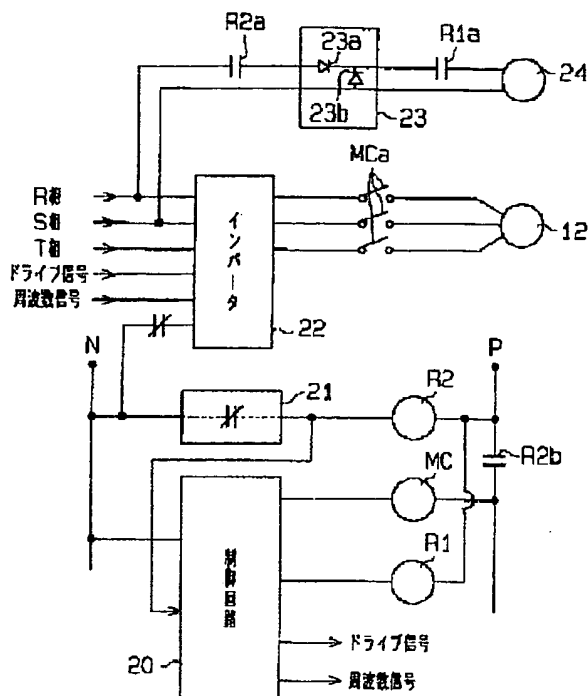 R2a
23a
R1a
24
23b
23
MCa
R相
S相
T相
ドライブ信号
周波数信号
インバータ
12
22
N
P
21
R2
R2b
MC
R1
制御回路
20
ドライブ信号
周波数信号